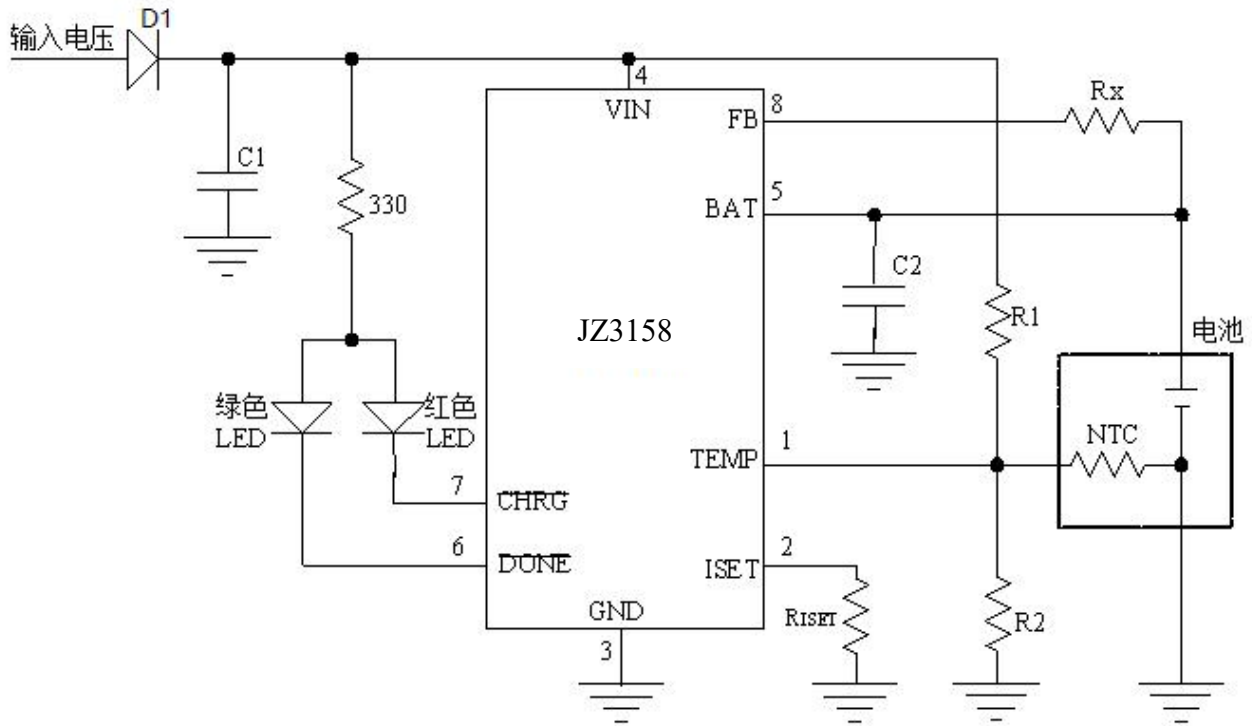 D1
输入电压
4
VIN
8
FB
Rx
C1
330
5
BAT
C2
JZ3158
R1
电池
绿色
LED
红色
LED
NTC
1
TEMP
7
CHRG
2
ISET
6
DONE
RISET
R2
GND
3